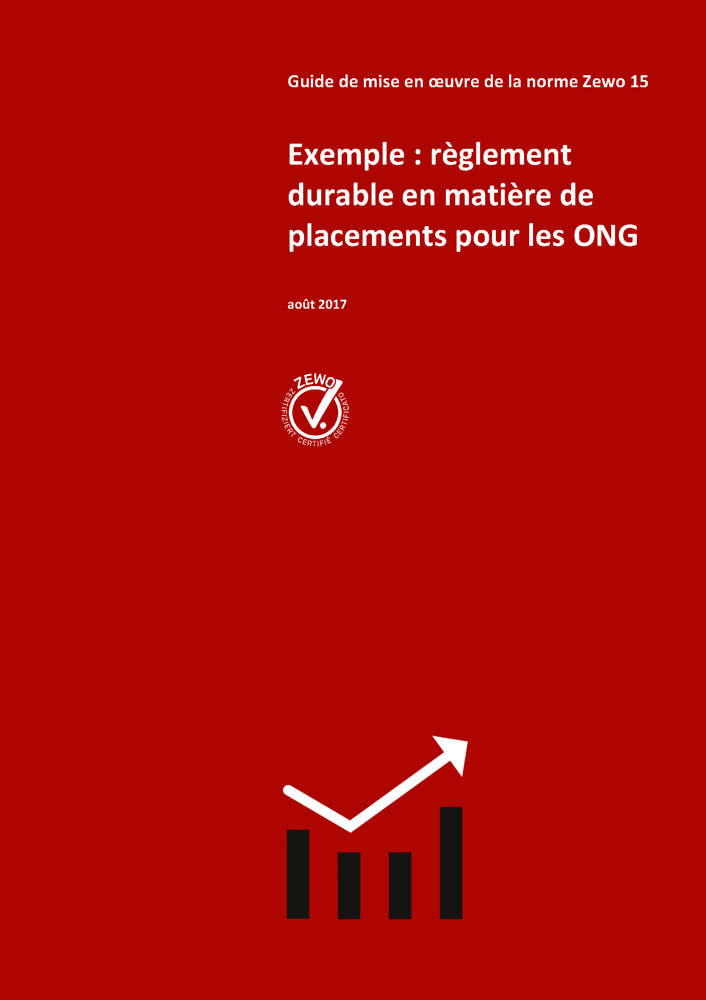 Guide de mise en œuvre de la norme Zewo 15
Exemple : règlement
durable en matière de
placements pour les ONG
août 2017
ZEWO
ZERTIFIZIERT CERTIFIÉ CERTIFICATO